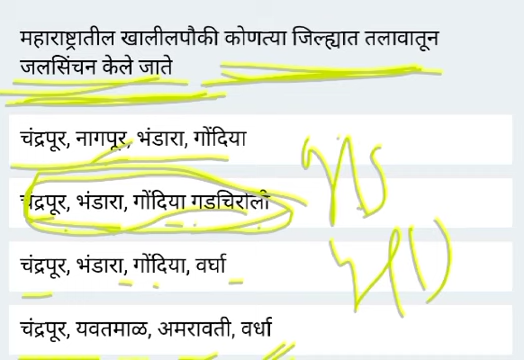 महाराष्ट्रातील खालीलपौकी कोणत्या जिल्ह्यात तलावातून
जलसिंचन केले जाते
चंद्रपूर, नागपूर, भंडारा, गोंदिया
चंद्रपूर, भंडारा, गोंदिया गडचिरोली
चंद्रपूर, भंडारा, गोंदिया, वर्घा
चंद्रपूर, यवतमाळ, अमरावती, वर्धा